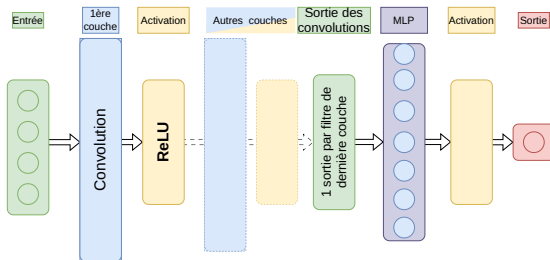 Entrée
1ère
couche
Activation
Autres couches
Sortie des
convolutions
MLP
Activation
Sortie
Convolution
ReLU
1 sortie par filtre de
dernière couche